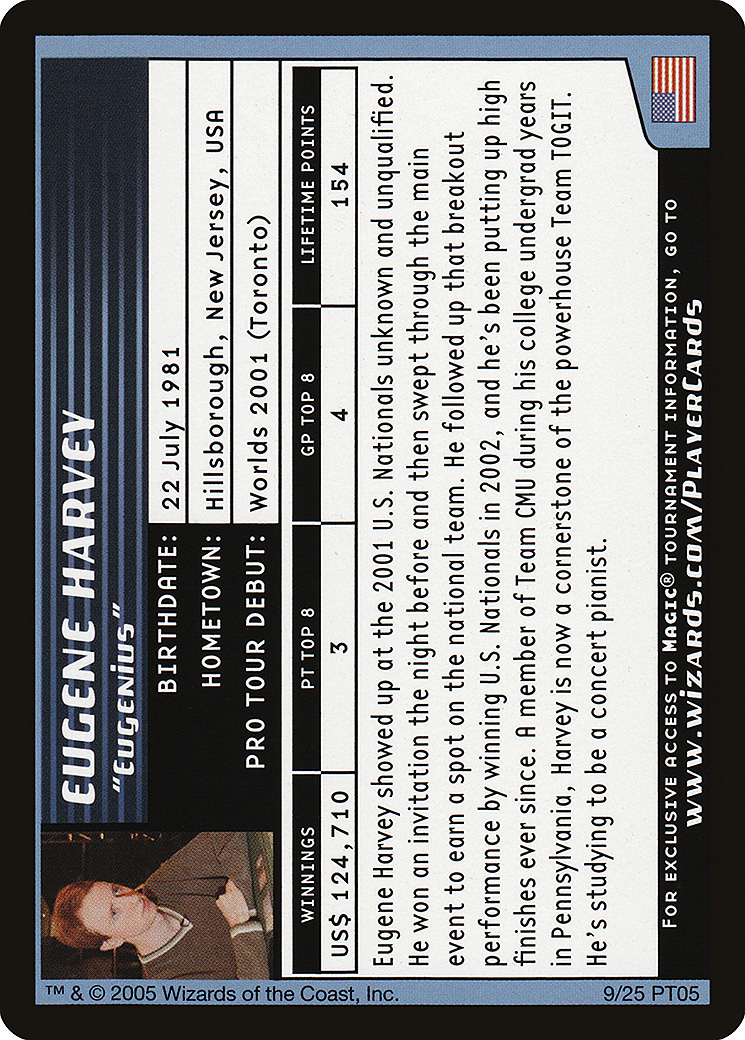 EUGENE HARVEY
"EUGENiUS"
BIRTHDATE: 22 July 1981
HOMETOWN: Hillsborough, New Jersey, USA
PRO TOUR DEBUT: Worlds 2001 (Toronto)
WINNINGS PT TOP 8 GP TOP 8 LIFETIME POINTS
US$ 124,710 3 4 154
Eugene Harvey showed up at the 2001 U.S. Nationals unknown and unqualified.
He won an invitation the night before and then swept through the main
event to earn a spot on the national team. He followed up that breakout
performance by winning U.S. Nationals in 2002, and he's been putting up high
finishes ever since. A member of Team CMU during his college undergrad years
in Pennsylvania, Harvey is now a cornerstone of the powerhouse Team TOGIT.
He's studying to be a concert pianist.
FOR EXCLUSIVE ACCESS TO MAGIC® TOURNAMENT INFORMATION, GO TO
www.wizards.com/PlayerCards
™ & © 2005 Wizards of the Coast, Inc.
9/25 PT05